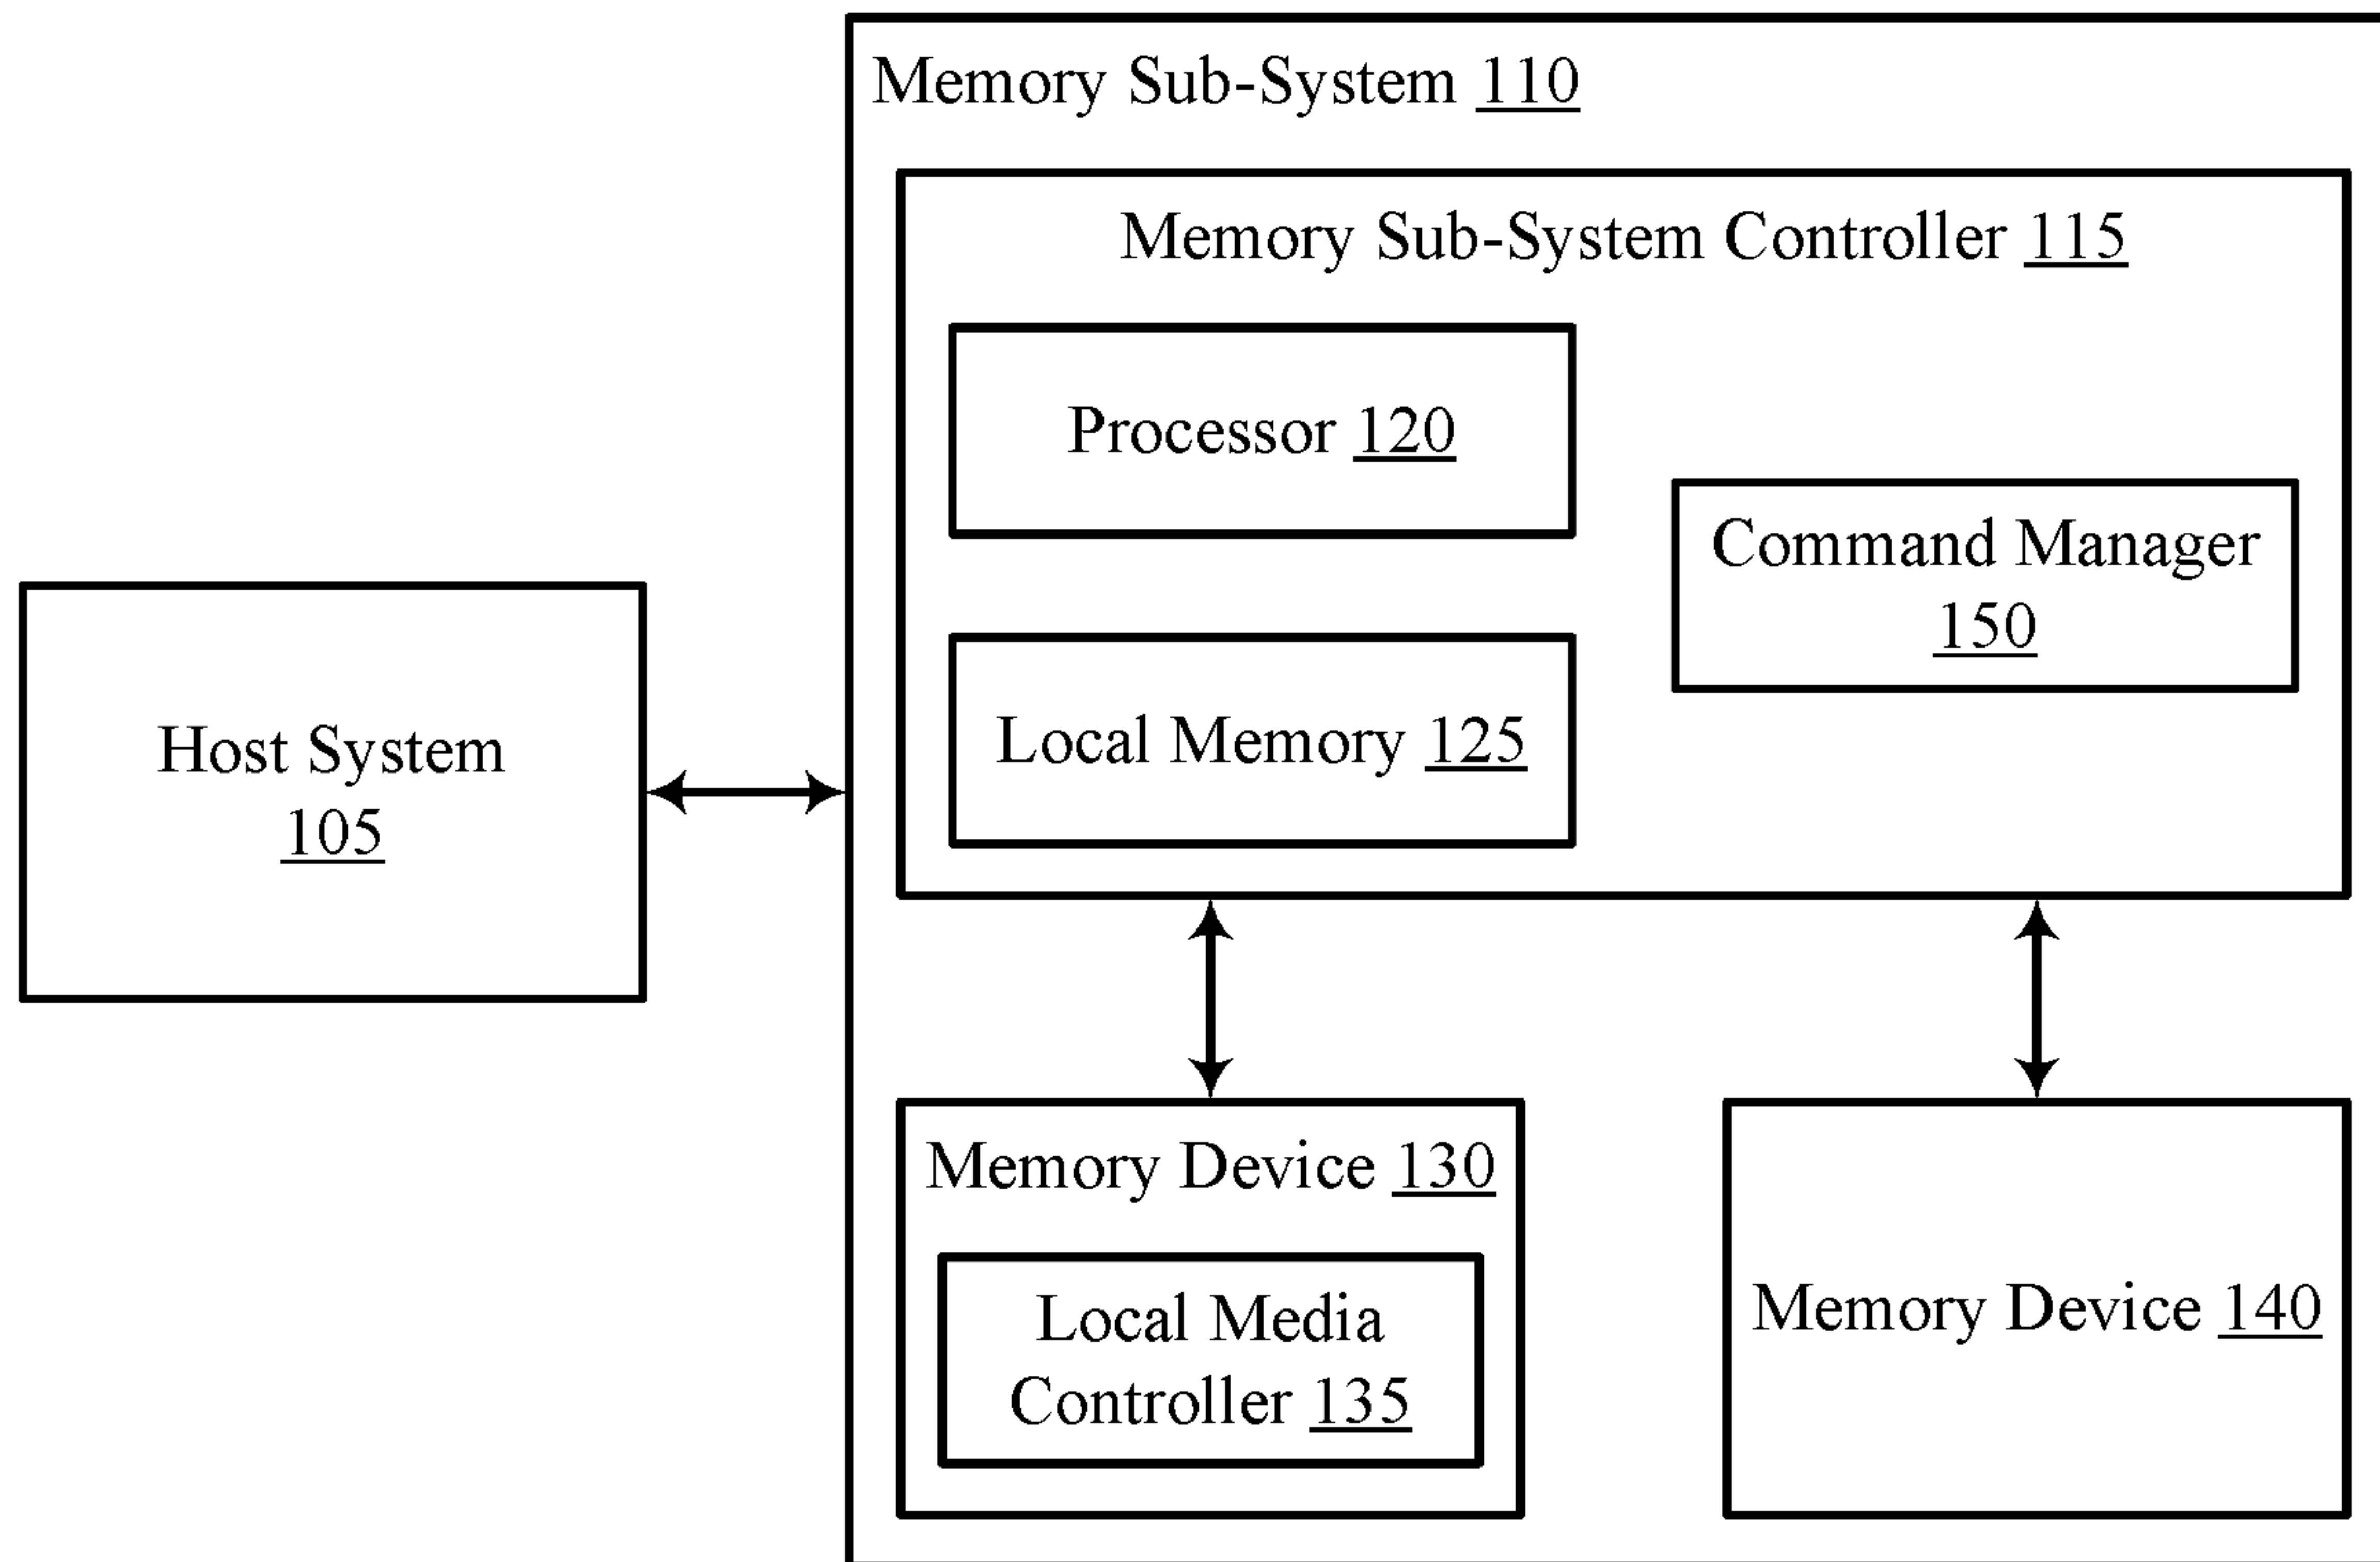 Memory Sub-System 110
Memory Sub-System Controller 115
Processor 120
Command Manager
150
Local Memory 125
Host System
105
Memory Device 130
Local Media
Controller 135
Memory Device 140